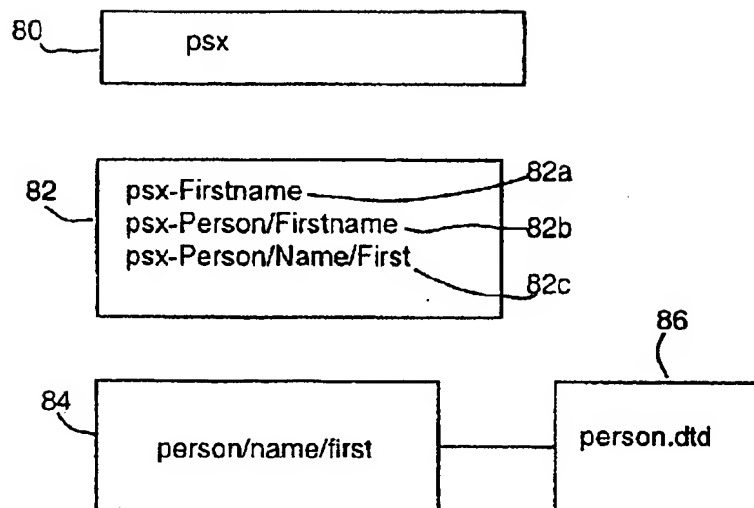 80
psx
82
psx-Firstname
82a
psx-Person/Firstname
82b
psx-Person/Name/First
82c
86
84
person/name/first
person.dtd